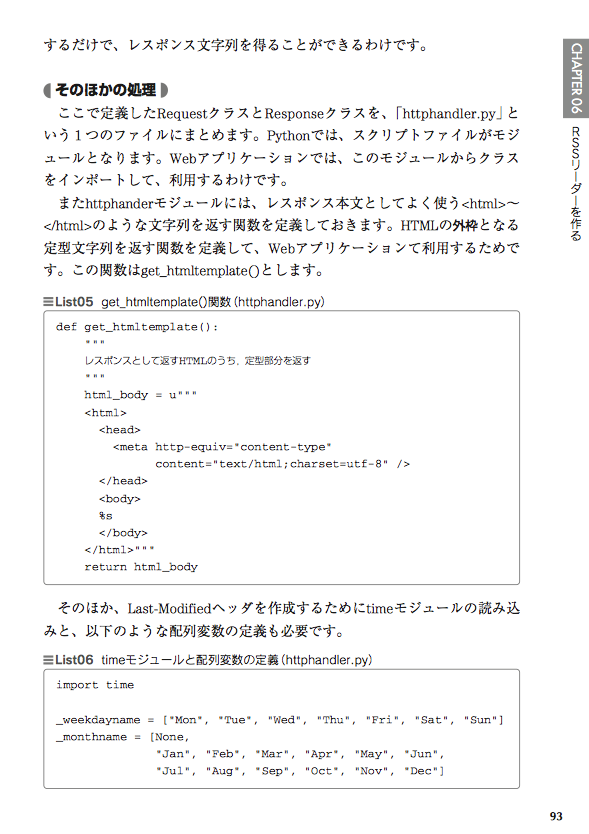 するだけで、レスポンス文字列を得ることができるわけです。
そのほかの処理
ここで定義したRequestクラスとResponseクラスを、「httphandler.py」と
いう1つのファイルにまとめます。Pythonでは、スクリプトファイルがモジ
ュールとなります。Webアプリケーションでは、このモジュールからクラス
をインポートして、利用するわけです。
またhttphanderモジュールには、レスポンス本文としてよく使う<html>〜
</html>のような文字列を返す関数を定義しておきます。HTMLの外枠となる
定型文字列を返す関数を定義して、Webアプリケーションて利用するためで
す。この関数はget_htmltemplate()とします。
List05 get_htmltemplate()関数(httphandler.py)
def get_htmltemplate():
    """
    レスポンスとして返すHTMLのうち, 定型部分を返す
    """
    html_body = u"""
    <html>
      <head>
        <meta http-equiv="content-type"
              content="text/html;charset=utf-8" />
      </head>
      <body>
      %s
      </body>
    </html>"""
    return html_body
そのほか、Last-Modifiedヘッダを作成するためにtimeモジュールの読み込
みと、以下のような配列変数の定義も必要です。
List06 timeモジュールと配列変数の定義(httphandler.py)
import time
_weekdayname = ["Mon", "Tue", "Wed", "Thu", "Fri", "Sat", "Sun"]
_monthname = [None,
              "Jan", "Feb", "Mar", "Apr", "May", "Jun",
              "Jul", "Aug", "Sep", "Oct", "Nov", "Dec"]
CHAPTER 06
RSSリーダーを作る
93